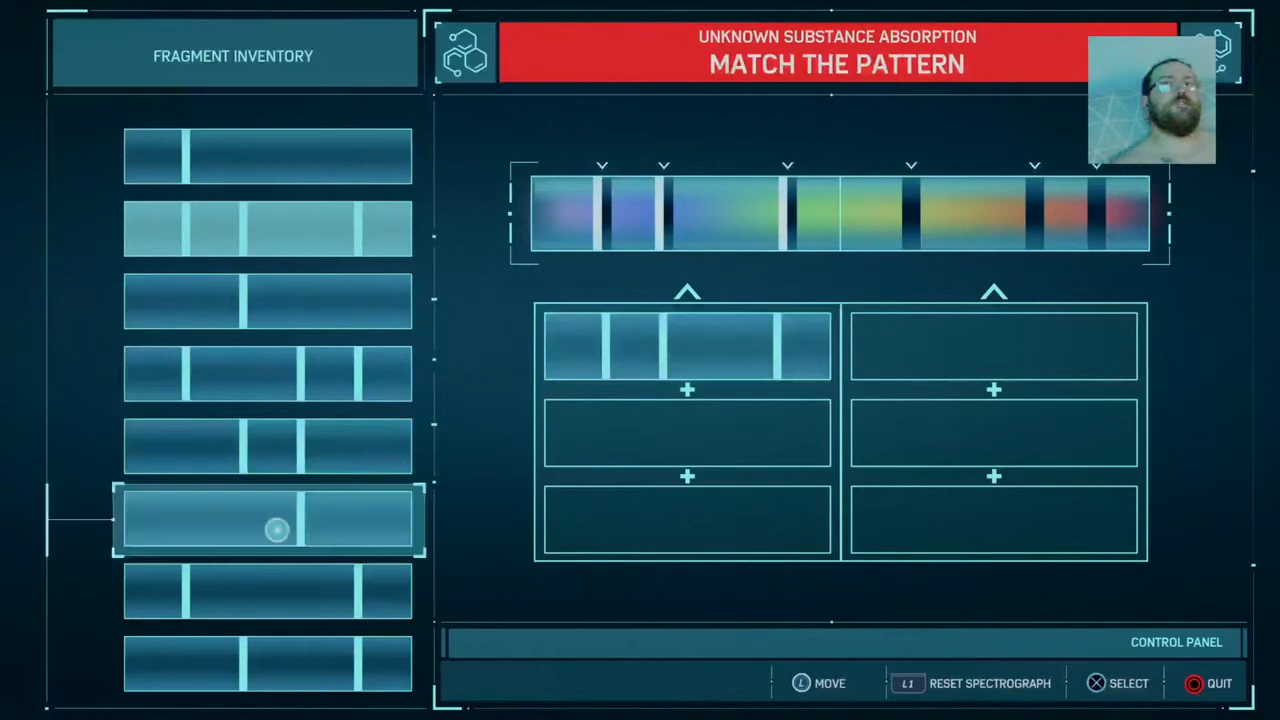 FRAGMENT INVENTORY
UNKNOWN SUBSTANCE ABSORPTION
MATCH THE PATTERN
CONTROL PANEL
L MOVE
L1 RESET SPECTROGRAPH
SELECT
QUIT